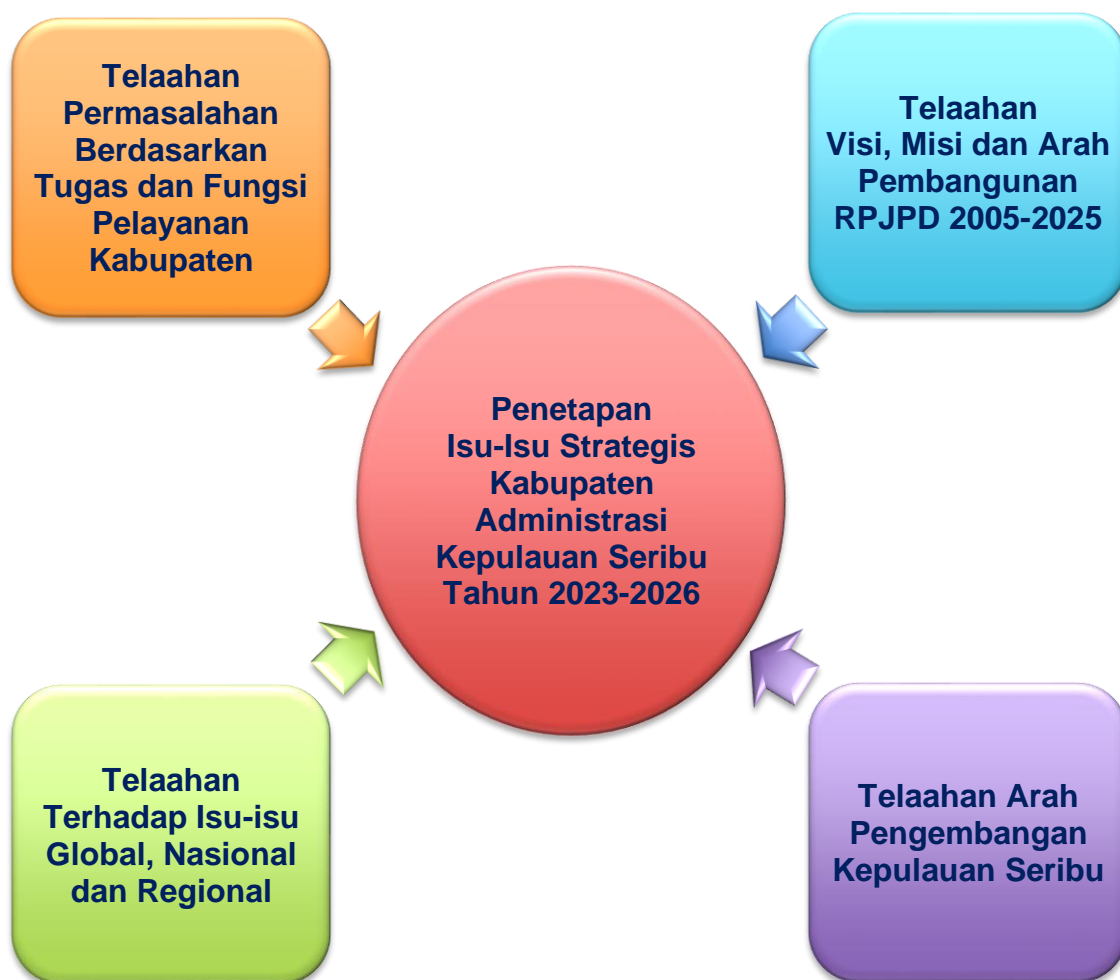 Telaahan
Permasalahan
Berdasarkan
Tugas dan Fungsi
Pelayanan
Kabupaten
Telaahan
Visi, Misi dan Arah
Pembangunan
RPJPD 2005-2025
Penetapan
Isu-Isu Strategis
Kabupaten
Administrasi
Kepulauan Seribu
Tahun 2023-2026
Telaahan
Terhadap Isu-isu
Global, Nasional
dan Regional
Telaahan Arah
Pengembangan
Kepulauan Seribu